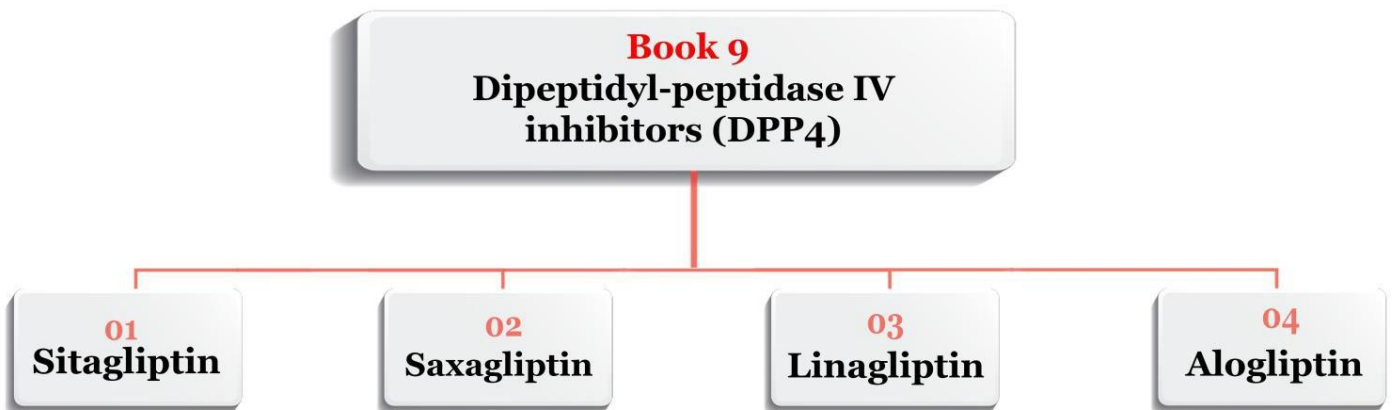 Book 9
Dipeptidyl-peptidase IV
inhibitors (DPP4)
01
Sitagliptin
02
Saxagliptin
03
Linagliptin
04
Alogliptin